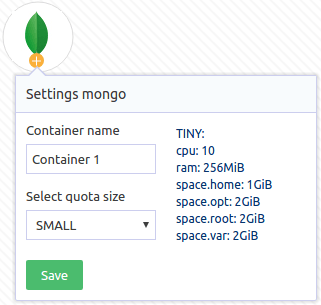 Settings mongo
Container name
Container 1
Select quota size
SMALL
Save
TINY:
cpu: 10
ram: 256MiB
space.home: 1GiB
space.opt: 2GiB
space.root: 2GiB
space.var: 2GiB